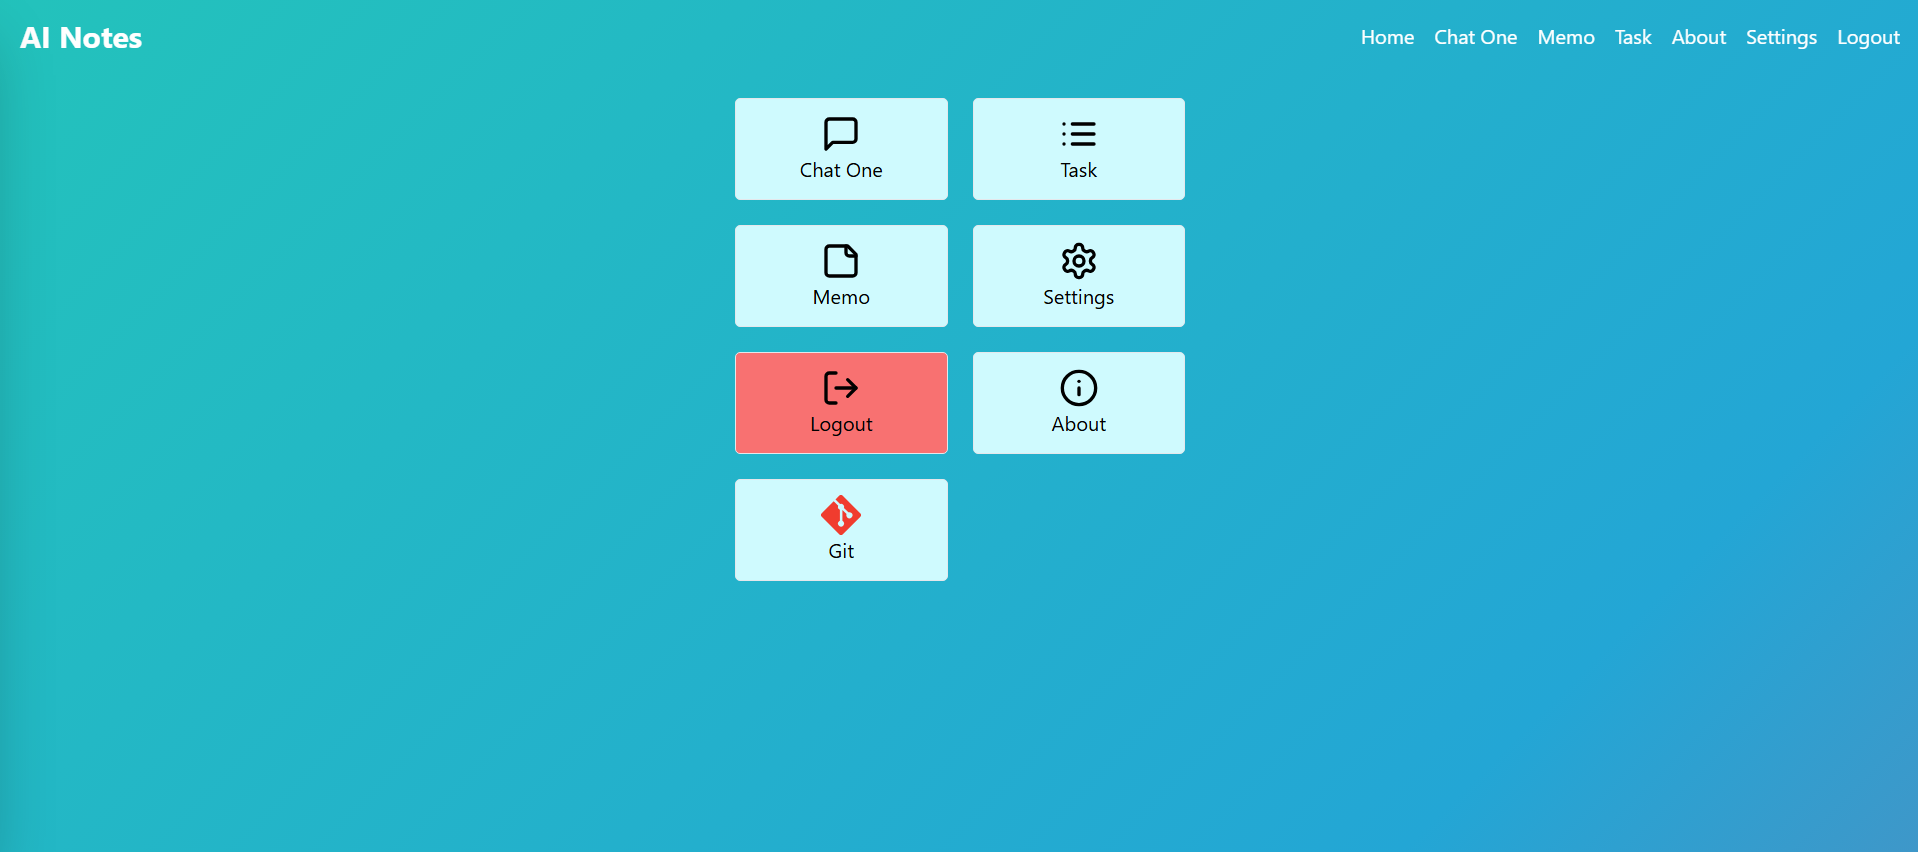 AI Notes
Home Chat One Memo Task About Settings Logout
Chat One
Task
Memo
Settings
Logout
About
Git